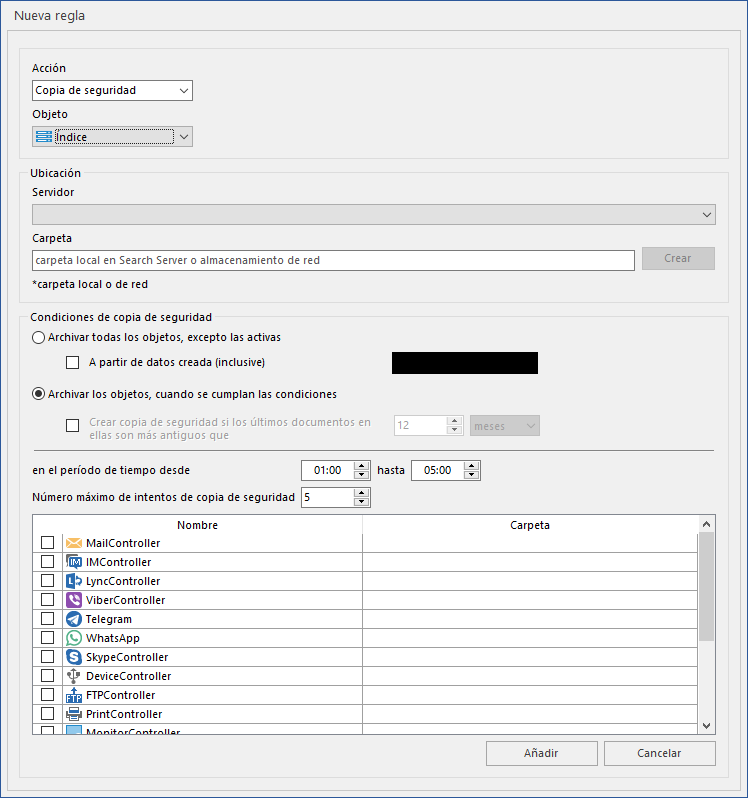 Nueva regla
Acción
Copia de seguridad
Objeto
Índice
Ubicación
Servidor
Carpeta
carpeta local en Search Server o almacenamiento de red
Crear
*carpeta local o de red
Condiciones de copia de seguridad
Archivar todas los objetos, excepto las activas
A partir de datos creada (inclusive)
Archivar los objetos, cuando se cumplan las condiciones
Crear copia de seguridad si los últimos documentos en
ellas son más antiguos que
12
meses
en el período de tiempo desde
01:00
hasta
05:00
Número máximo de intentos de copia de seguridad
5
Nombre
Carpeta
MailController
IMController
LyncController
ViberController
Telegram
WhatsApp
SkypeController
DeviceController
FTPController
PrintController
MonitorController
Añadir
Cancelar